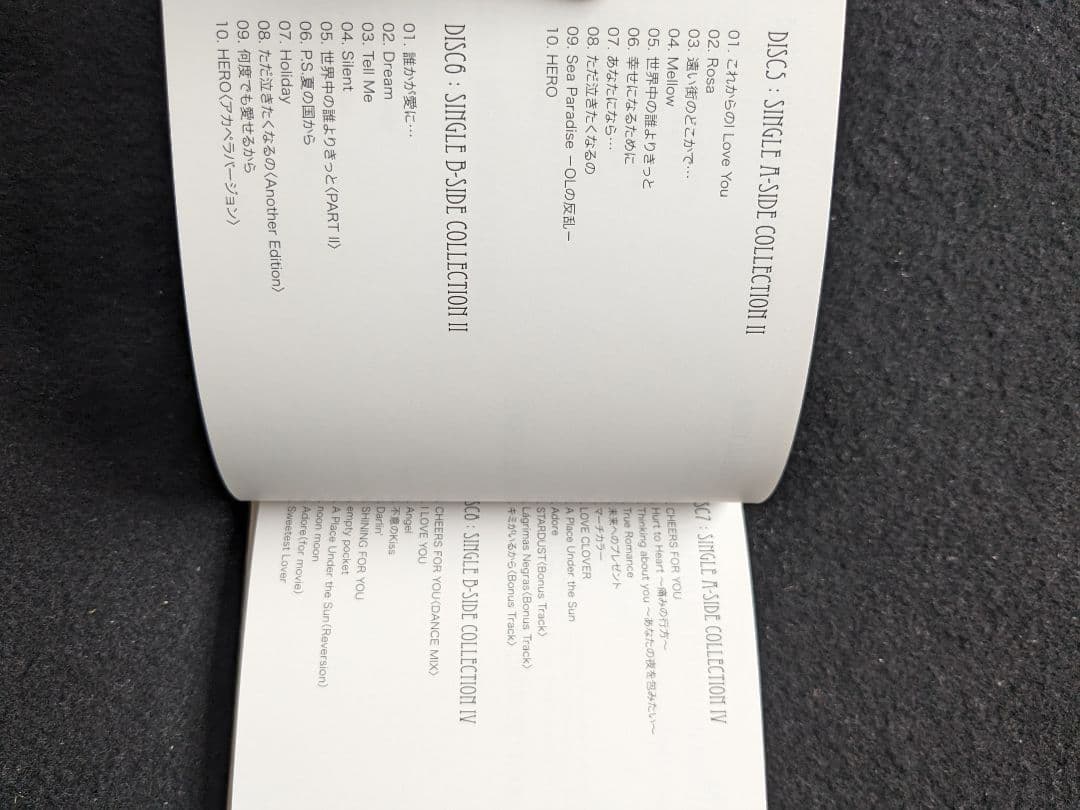 DISC5 : SINGLE A-SIDE COLLECTION II
01. これからのI Love You
02. Rosa
03. 遠い街のどこかで…
04. Mellow
05. 世界中の誰よりきっと
06. 幸せになるために
07. あなたになら…
08. ただ泣きたくなるの
09. Sea Paradise −OLの反乱−
10. HERO
DISC6 : SINGLE B-SIDE COLLECTION II
01. 誰かが愛に…
02. Dream
03. Tell Me
04. Silent
05. 世界中の誰よりきっと〈PART II〉
06. P.S.夏の国から
07. Holiday
08. ただ泣きたくなるの〈Another Edition〉
09. 何度でも愛せるから
10. HERO〈アカペラバージョン〉
SC7 : SINGLE A-SIDE COLLECTION IV
CHEERS FOR YOU
Hurt to Heart 〜痛みの行方〜
Thinking about you 〜あなたの夜を包みたい〜
True Romance
未来へのプレゼント
マーチカラー
LOVE CLOVER
A Place Under the Sun
Adore
STARDUST〈Bonus Track〉
Lágrimas Negras〈Bonus Track〉
キミがいるから〈Bonus Track〉
SC8 : SINGLE B-SIDE COLLECTION IV
CHEERS FOR YOU〈DANCE MIX〉
I LOVE YOU
Angel
不意のKiss
Darlin'
SHINING FOR YOU
empty pocket
A Place Under the Sun〈Reversion〉
noon moon
Adore〈for movie〉
Sweetest Lover